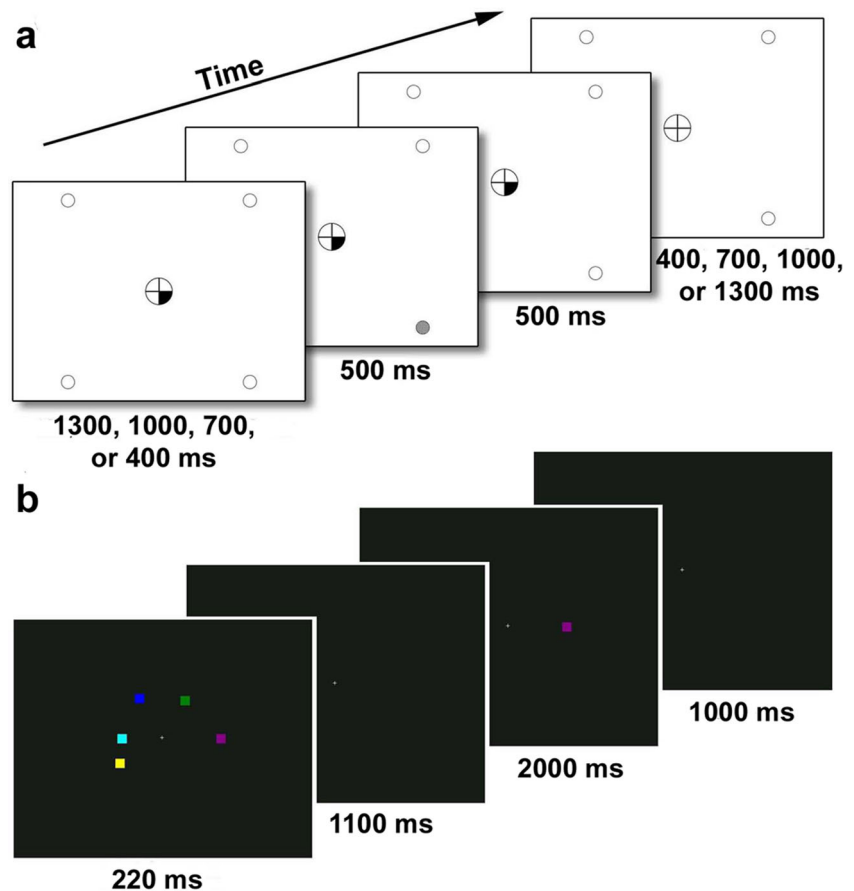 a
Time
400, 700, 1000,
or 1300 ms
500 ms
500 ms
1300, 1000, 700,
or 400 ms
b
1000 ms
2000 ms
1100 ms
220 ms